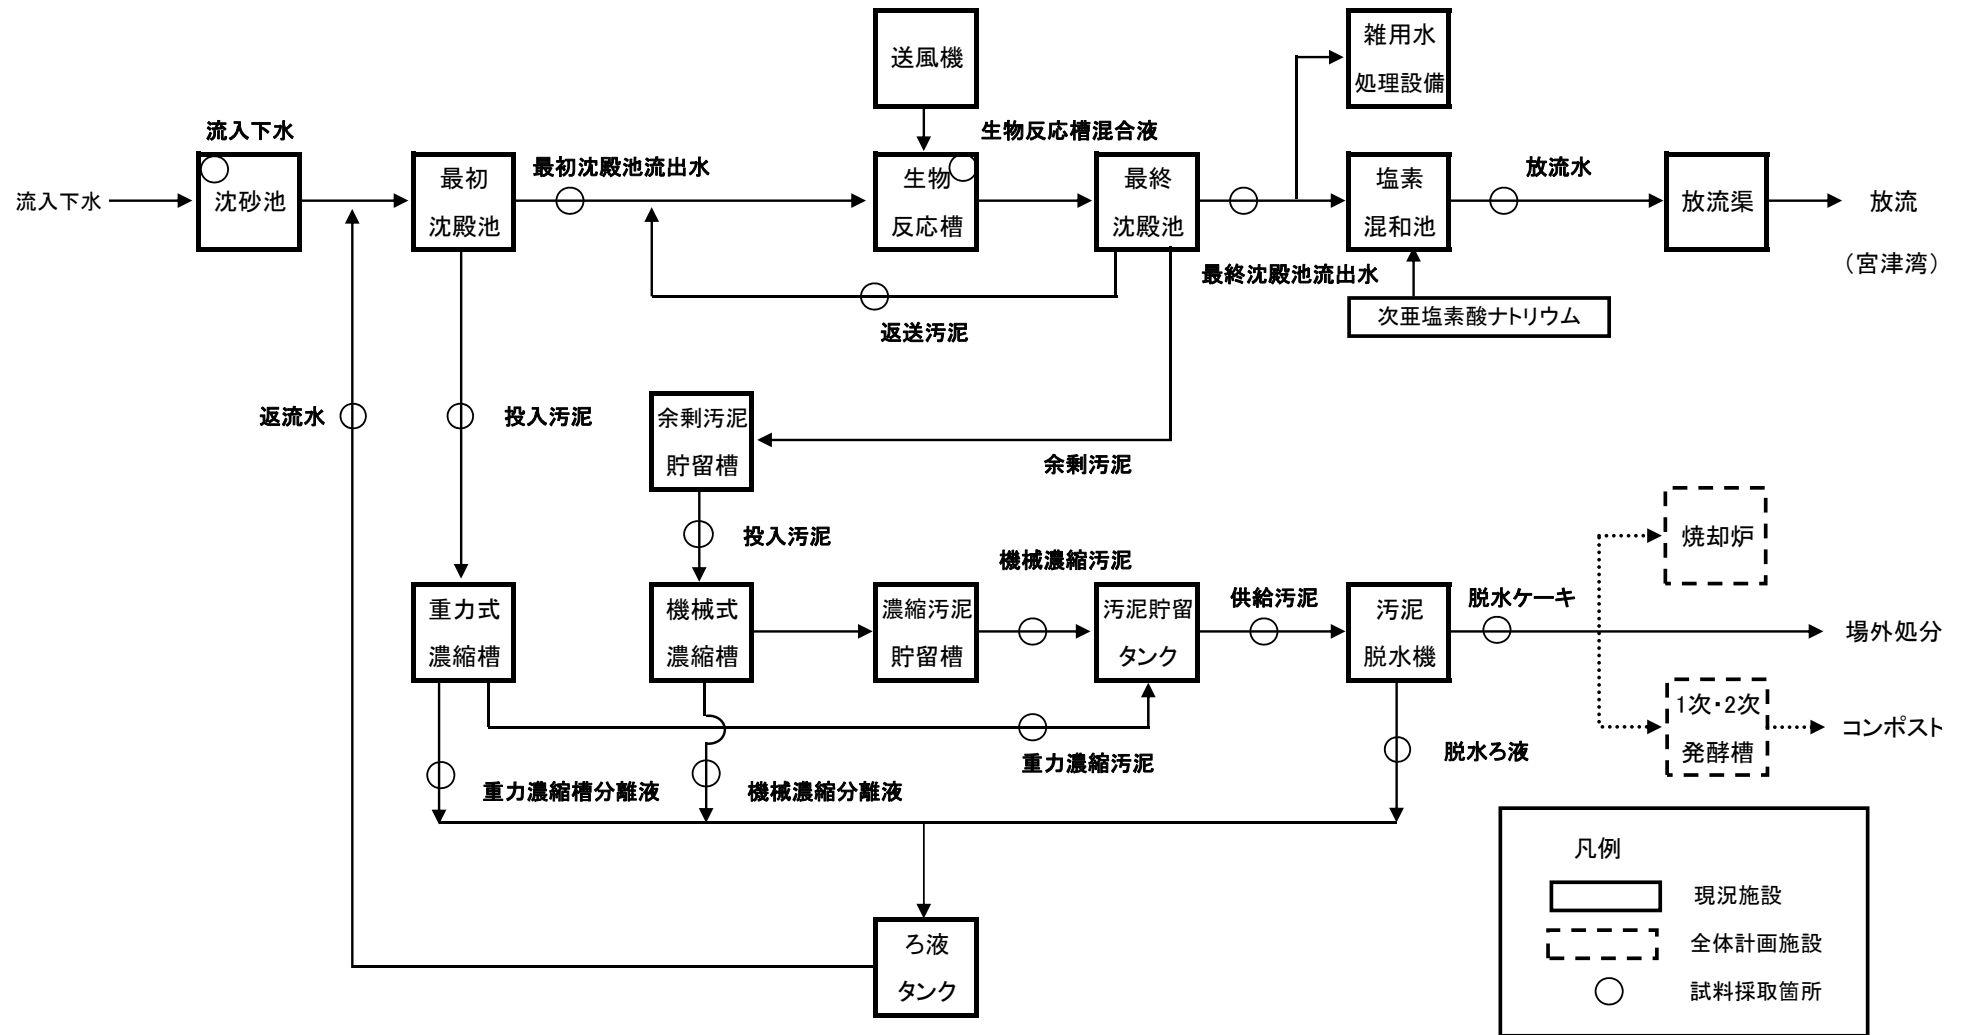 送風機
雑用水
処理設備
流入下水
生物反応槽混合液
最初沈殿池流出水
放流水
流入下水
沈砂池
最初
沈殿池
生物
反応槽
最終
沈殿池
塩素
混和池
放流渠
放流
(宮津湾)
最終沈殿池流出水
次亜塩素酸ナトリウム
返送汚泥
返流水
投入汚泥
余剰汚泥
貯留槽
余剰汚泥
投入汚泥
機械濃縮汚泥
焼却炉
供給汚泥
脱水ケーキ
重力式
濃縮槽
機械式
濃縮槽
濃縮汚泥
貯留槽
汚泥貯留
タンク
汚泥
脱水機
場外処分
1次・2次
発酵槽
コンポスト
重力濃縮汚泥
脱水ろ液
重力濃縮槽分離液
機械濃縮分離液
ろ液
タンク
凡例
現況施設
全体計画施設
試料採取箇所